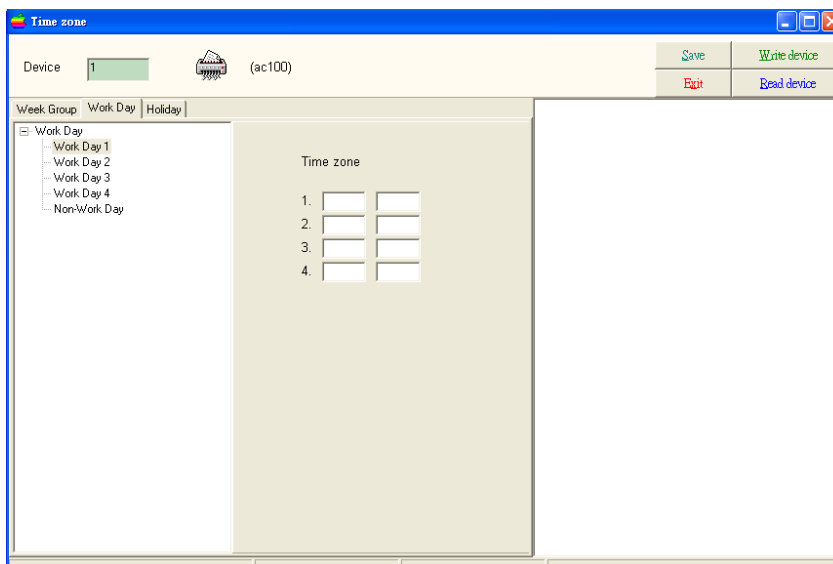 Time zone
Device 1 (ac100)
Save Write device
Exit Read device
Week Group Work Day Holiday
Work Day
Work Day 1
Work Day 2
Work Day 3
Work Day 4
Non-Work Day
Time zone
1.
2.
3.
4.